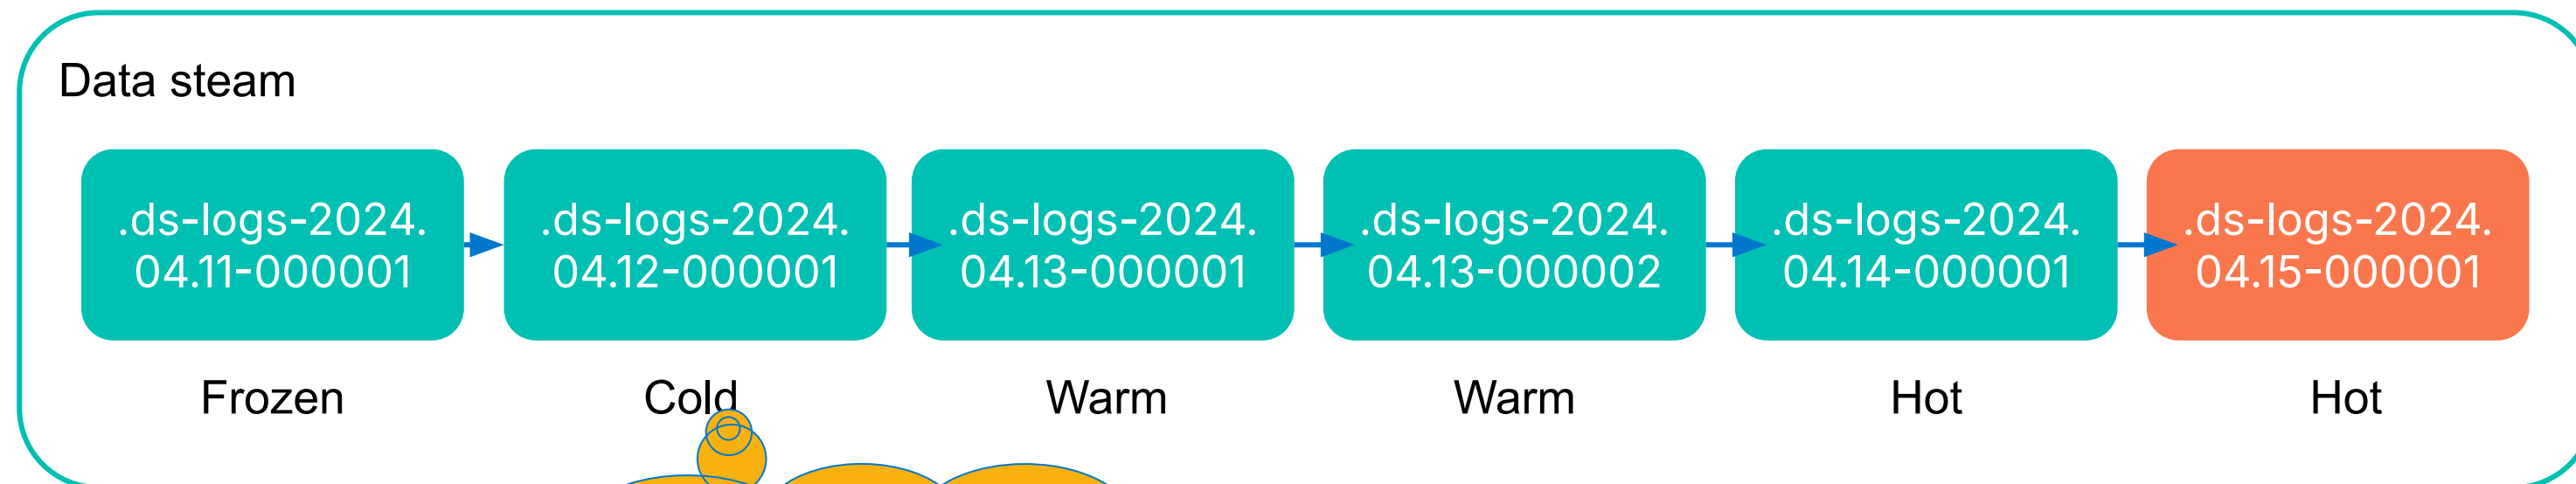 Data steam
.ds-logs-2024.
04.11-000001
.ds-logs-2024.
04.12-000001
.ds-logs-2024.
04.13-000001
.ds-logs-2024.
04.13-000002
.ds-logs-2024.
04.14-000001
.ds-logs-2024.
04.15-000001
Frozen
Cold
Warm
Warm
Hot
Hot